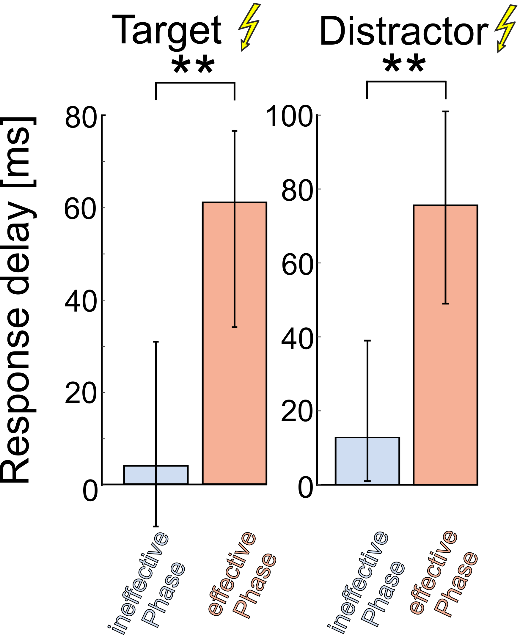 Target Distractor
** **
Response delay [ms]
80
60
40
20
0
100
80
60
40
20
0
ineffective
Phase
effective
Phase
ineffective
Phase
effective
Phase